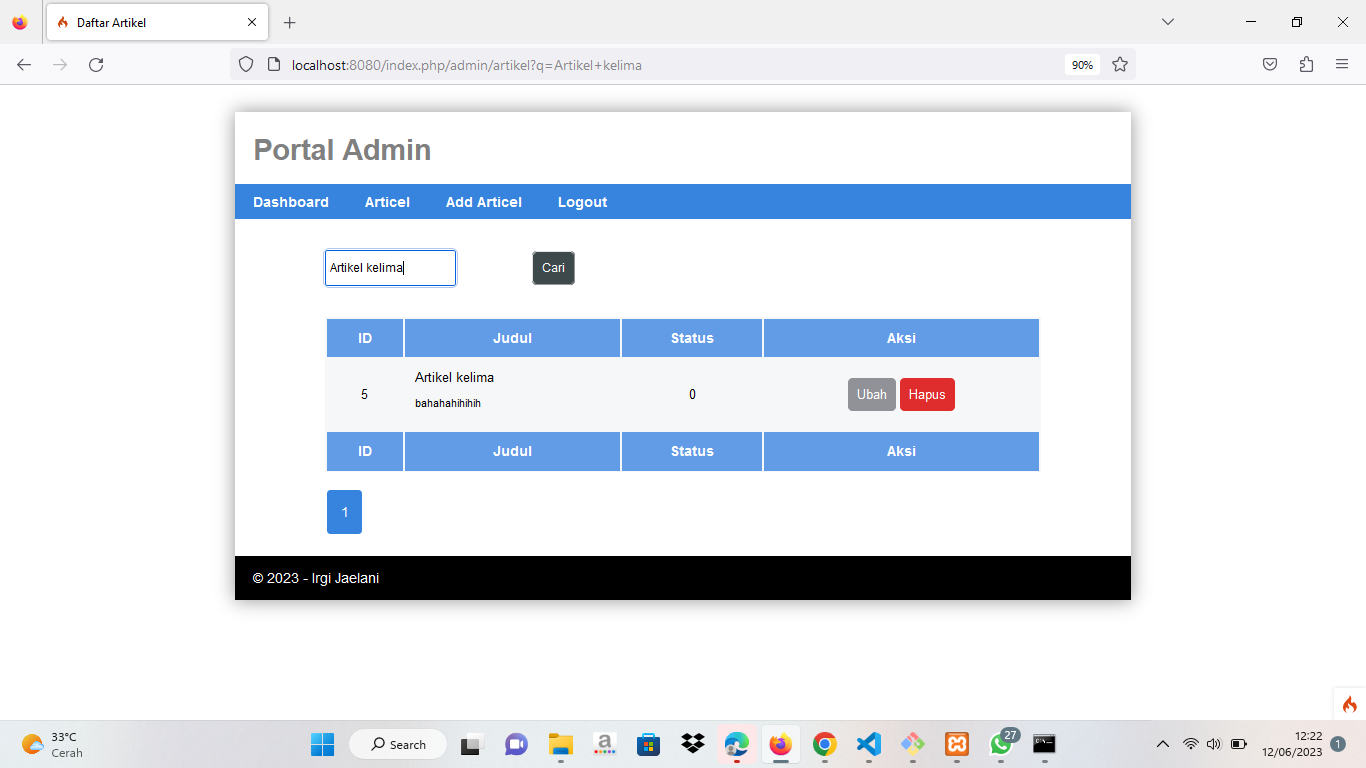 Daftar Artikel
localhost:8080/index.php/admin/artikel?q=Artikel+kelima
90%
Portal Admin
Dashboard Articel Add Articel Logout
Artikel kelima Cari
ID Judul Status Aksi
5 Artikel kelima 0 Ubah Hapus
bahahahihihih
ID Judul Status Aksi
1
© 2023 - Irgi Jaelani
33°C
Cerah
Search
a
27
12:22
12/06/2023
1